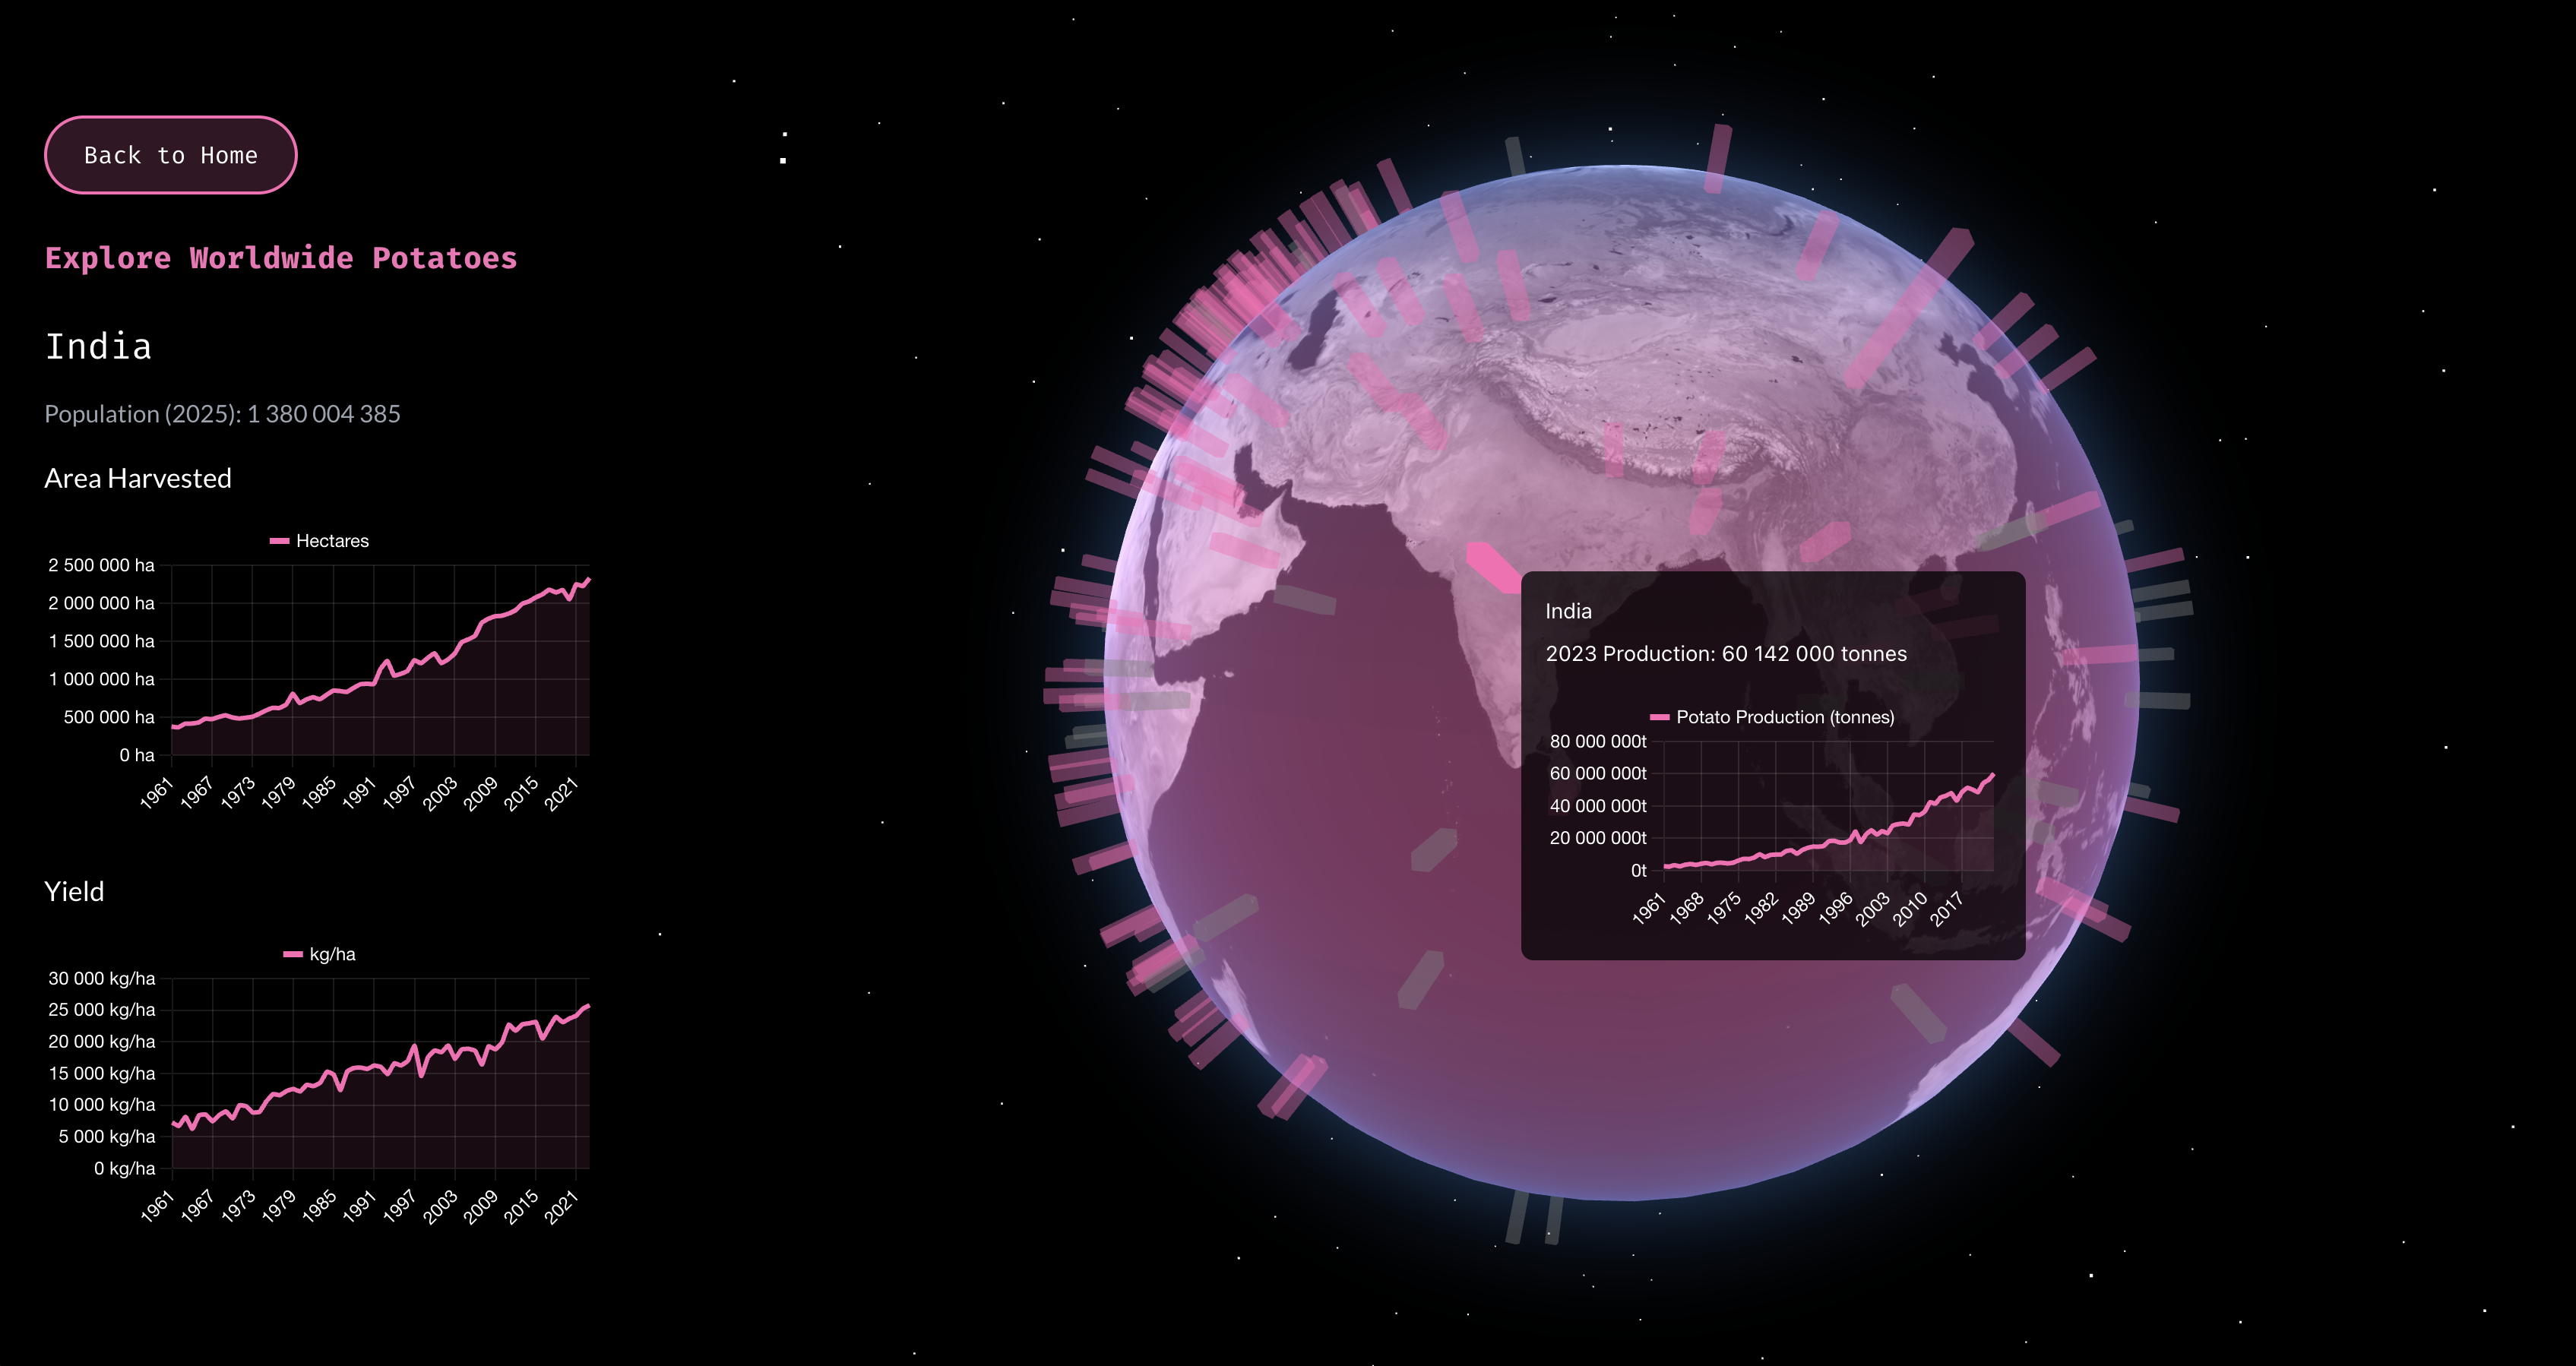 Back to Home
Explore Worldwide Potatoes
India
Population (2025): 1 380 004 385
Area Harvested
Hectares
2 500 000 ha
2 000 000 ha
1 500 000 ha
1 000 000 ha
500 000 ha
0 ha
1961 1967 1973 1979 1985 1991 1997 2003 2009 2015 2021
Yield
kg/ha
30 000 kg/ha
25 000 kg/ha
20 000 kg/ha
15 000 kg/ha
10 000 kg/ha
5 000 kg/ha
0 kg/ha
1961 1967 1973 1979 1985 1991 1997 2003 2009 2015 2021
India
2023 Production: 60 142 000 tonnes
Potato Production (tonnes)
80 000 000t
60 000 000t
40 000 000t
20 000 000t
0t
1961 1968 1975 1982 1989 1996 2003 2010 2017